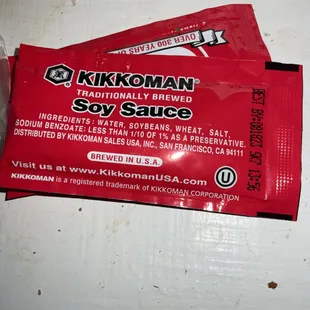 OVER 300 YEARS OF
KIKKOMAN®
TRADITIONALLY BREWED
Soy Sauce
INGREDIENTS: WATER, SOYBEANS, WHEAT, SALT,
SODIUM BENZOATE: LESS THAN 1/10 OF 1% AS A PRESERVATIVE.
DISTRIBUTED BY KIKKOMAN SALES USA, INC., SAN FRANCISCO, CA 94111
BREWED IN U.S.A.
U
Visit us at www.KikkomanUSA.com
KIKKOMAN is a registered trademark of KIKKOMAN CORPORATION
BEST BY: